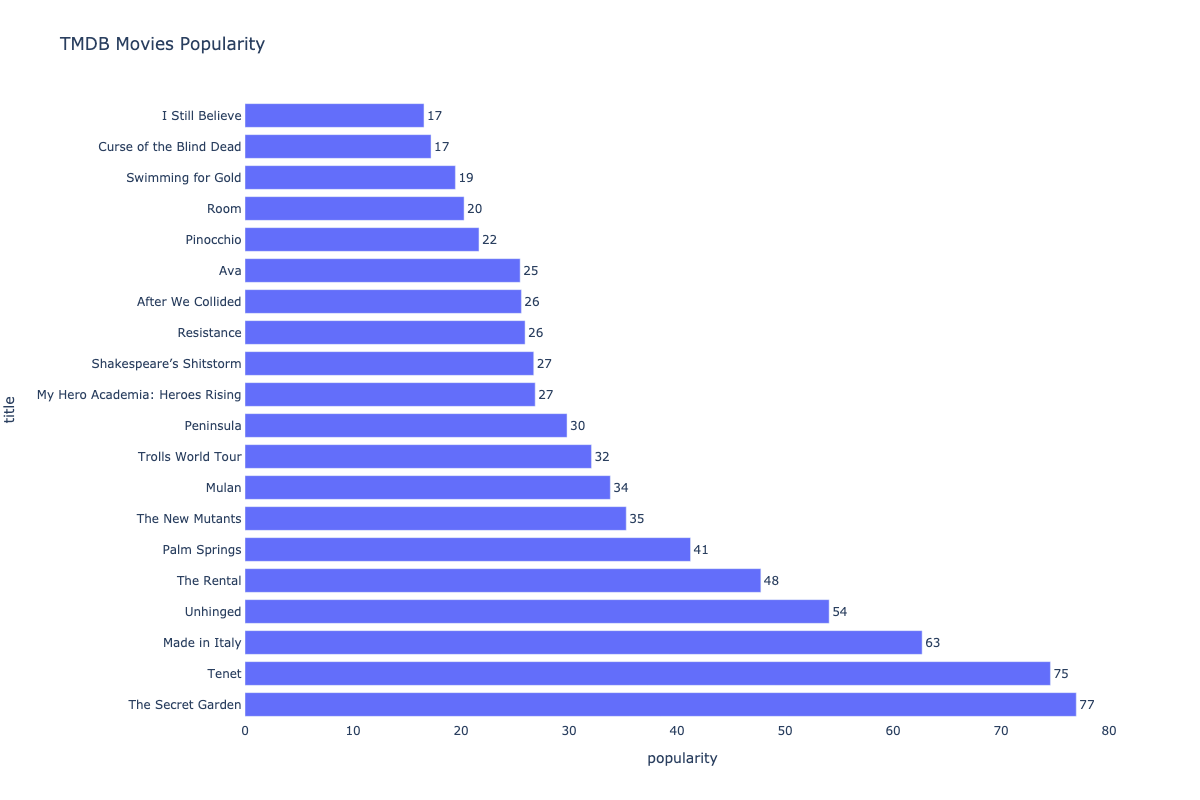 TMDB Movies Popularity
I Still Believe 17
Curse of the Blind Dead 17
Swimming for Gold 19
Room 20
Pinocchio 22
Ava 25
After We Collided 26
Resistance 26
Shakespeare’s Shitstorm 27
My Hero Academia: Heroes Rising 27
Peninsula 30
Trolls World Tour 32
Mulan 34
The New Mutants 35
Palm Springs 41
The Rental 48
Unhinged 54
Made in Italy 63
Tenet 75
The Secret Garden 77
0 10 20 30 40 50 60 70 80
popularity
title